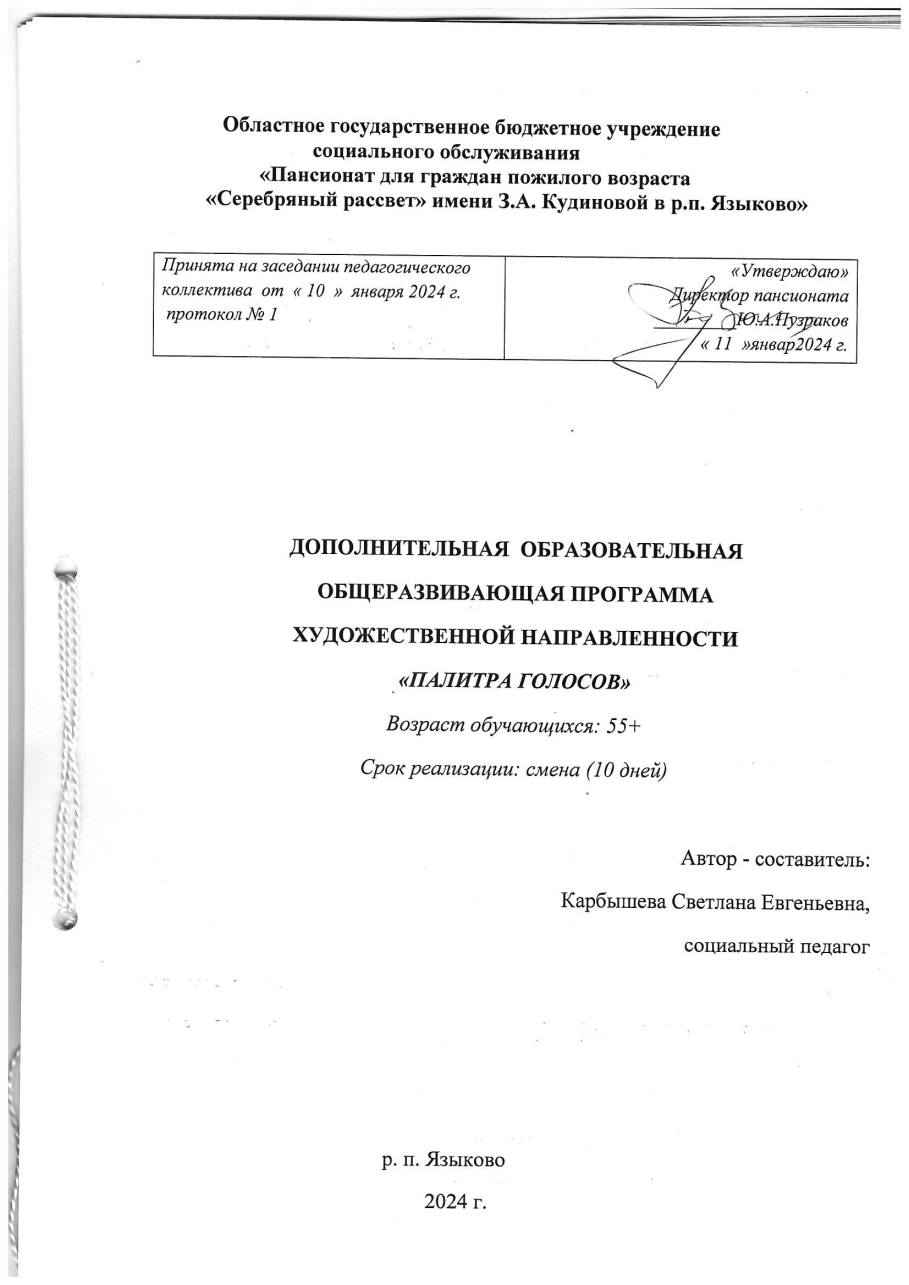 Областное государственное бюджетное учреждение
социального обслуживания
«Пансионат для граждан пожилого возраста
«Серебряный рассвет» имени З.А. Кудиновой в р.п. Языково»
Принята на заседании педагогического
коллектива от « 10 » января 2024 г.
протокол № 1
«Утверждаю»
Директор пансионата
________Ю.А.Пузраков
« 11 »январ2024 г.
ДОПОЛНИТЕЛЬНАЯ ОБРАЗОВАТЕЛЬНАЯ
ОБЩЕРАЗВИВАЮЩАЯ ПРОГРАММА
ХУДОЖЕСТВЕННОЙ НАПРАВЛЕННОСТИ
«ПАЛИТРА ГОЛОСОВ»
Возраст обучающихся: 55+
Срок реализации: смена (10 дней)
Автор - составитель:
Карбышева Светлана Евгеньевна,
социальный педагог
р. п. Языково
2024 г.